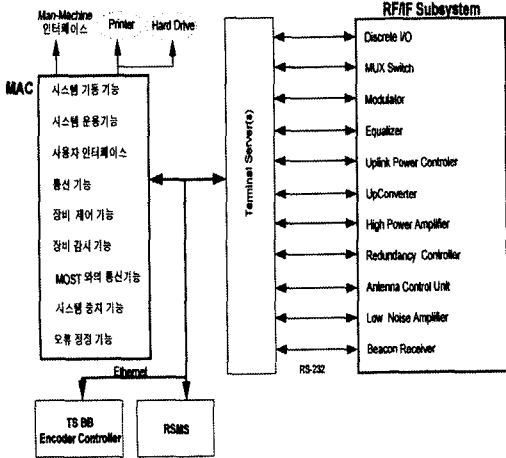 Man-Machine
인터페이스
Printer
Hard Drive
MAC
시스템 기동 기능
시스템 운용기능
사용자 인터페이스
통신 기능
장비 제어 기능
장비 감시 기능
MOST 와의 통신기능
시스템 중지 기능
오류 정정 기능
Ethernet
TS BB
Encoder Controller
RSMS
Terminal Server(s)
RS-232
RF/IF Subsystem
Discrete I/O
MUX Switch
Modulator
Equalizer
Uplink Power Controler
UpConverter
High Power Amplifier
Redundancy Controller
Antenna Control Unit
Low Noise Amplifier
Beacon Receiver